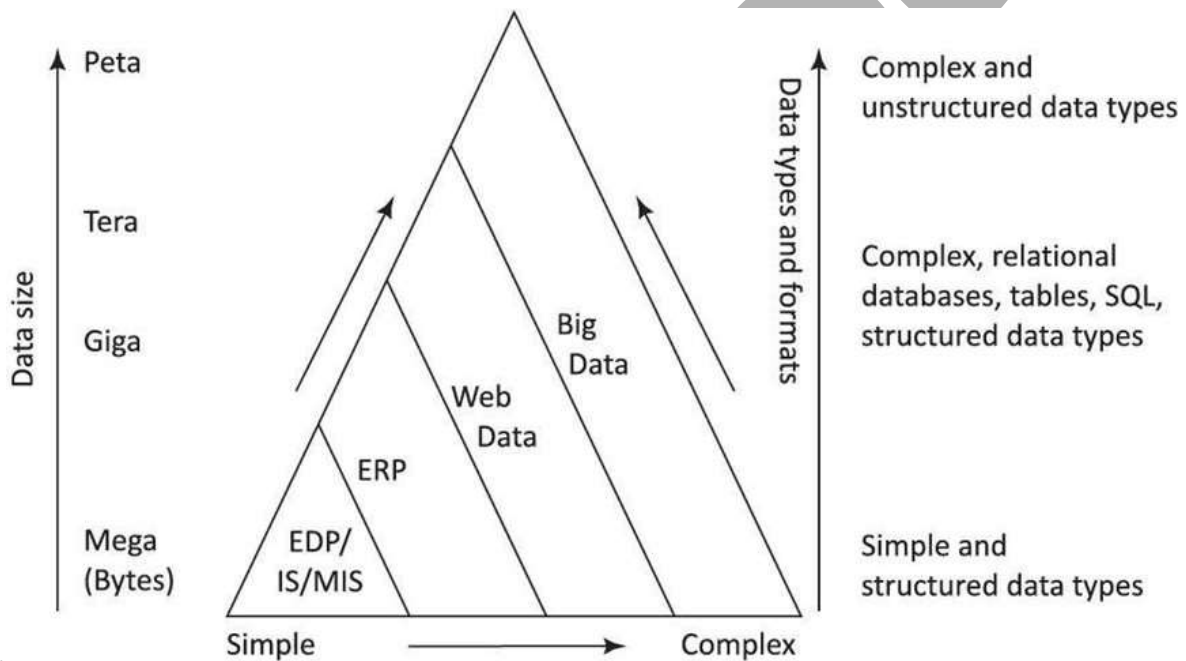 Peta
Tera
Giga
Mega
(Bytes)
Data size
EDP/
IS/MIS
ERP
Web
Data
Big
Data
Simple
Complex
Data types and formats
Complex and
unstructured data types
Complex, relational
databases, tables, SQL,
structured data types
Simple and
structured data types